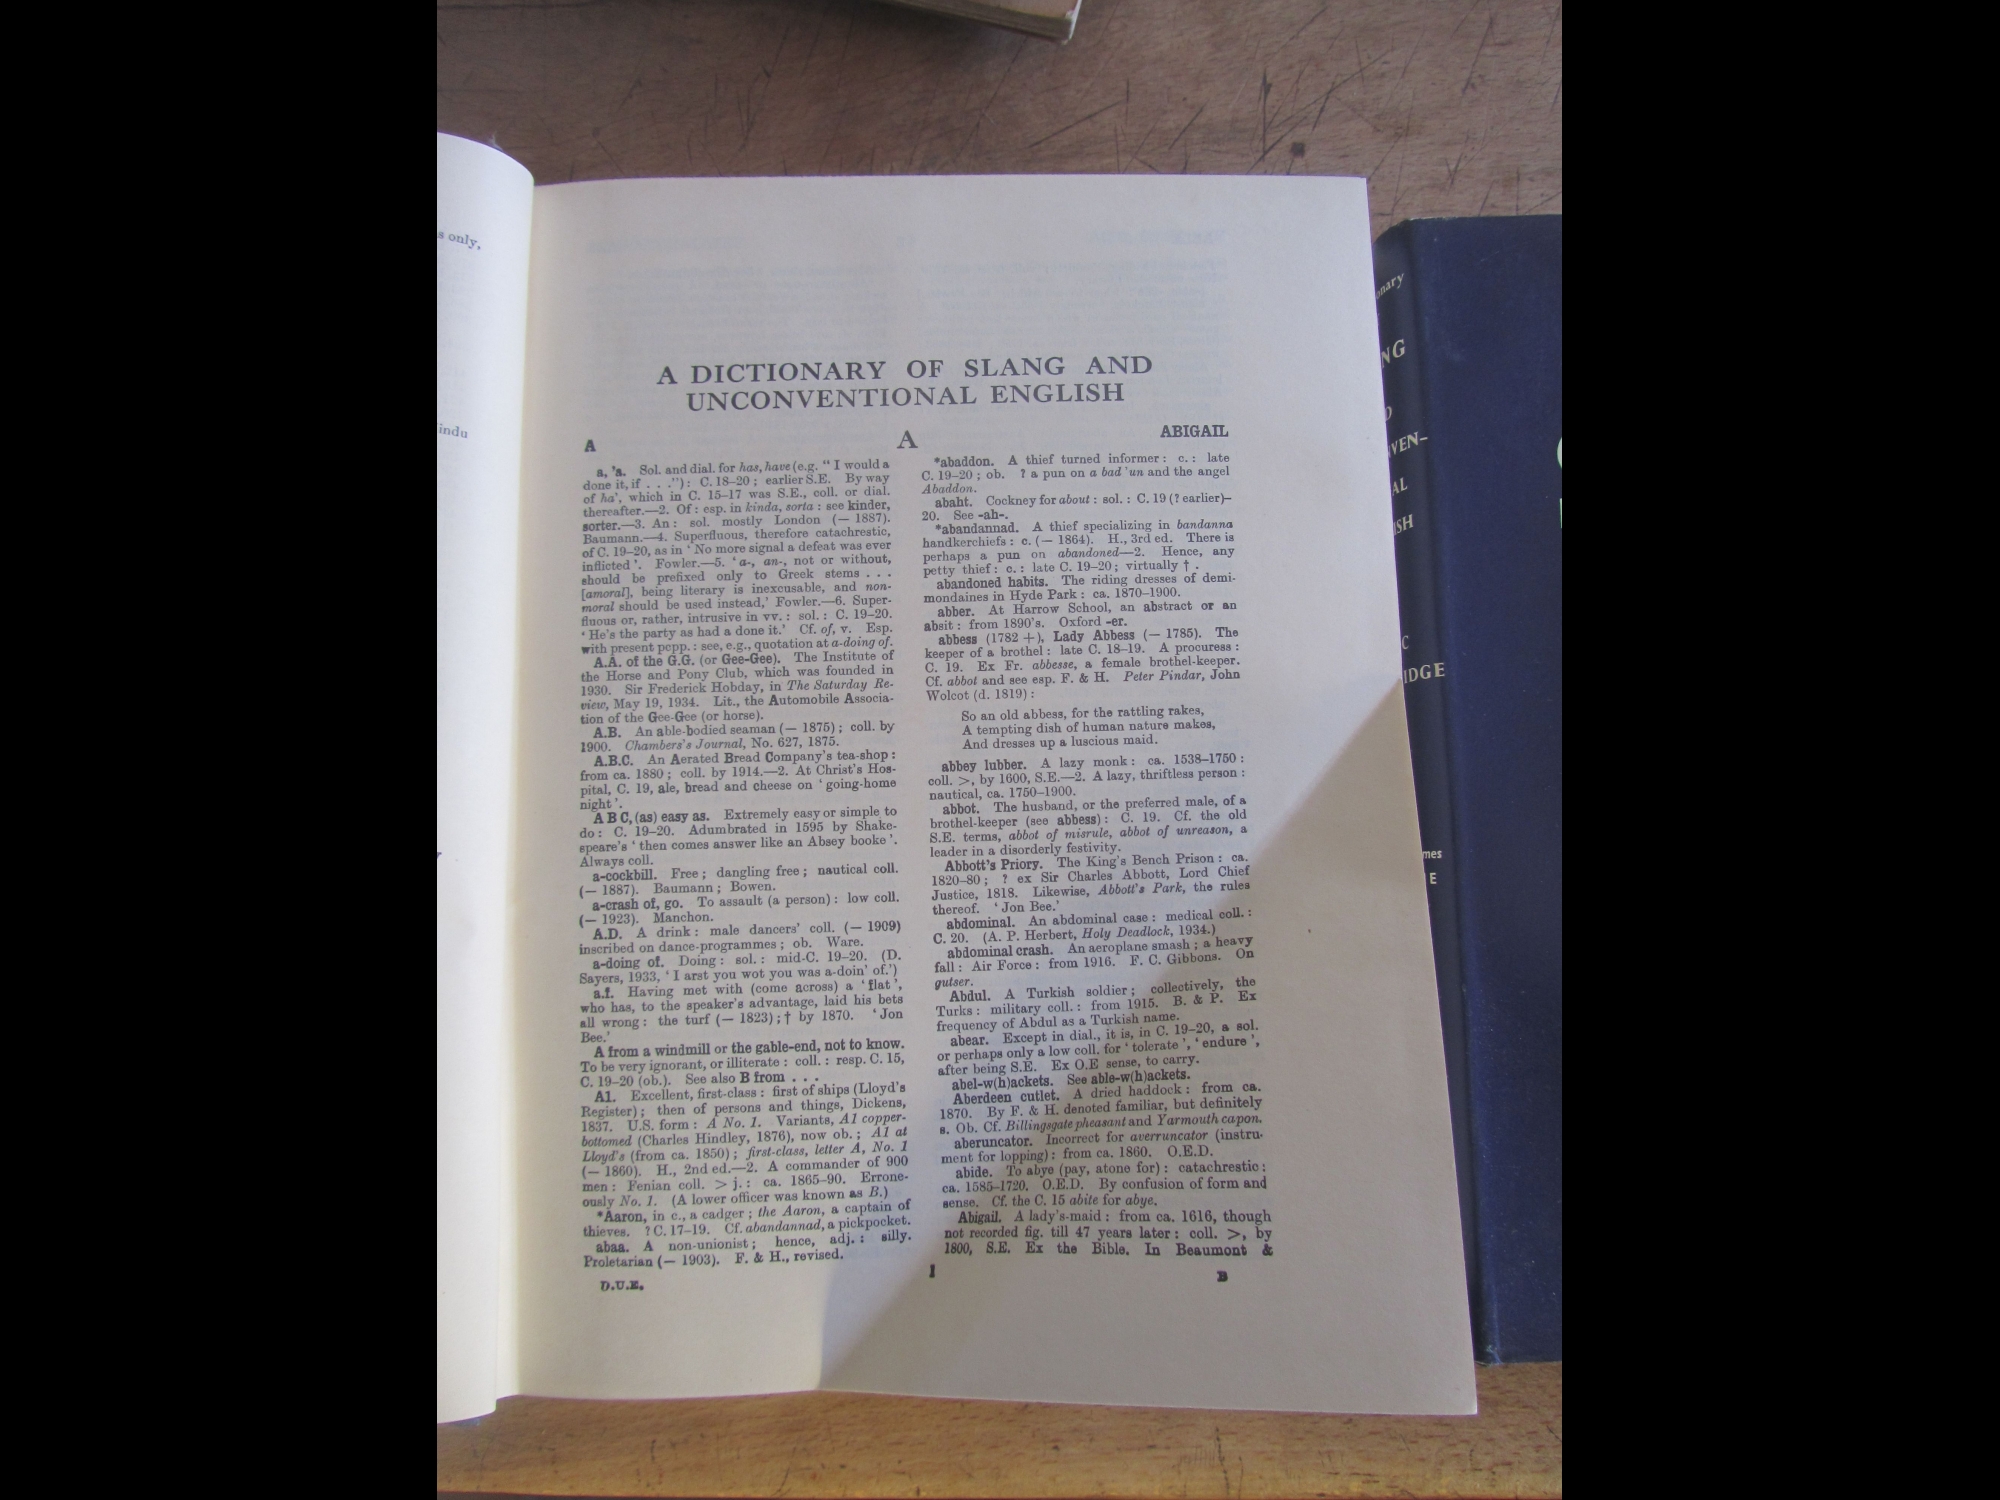 s only,
indu
A DICTIONARY OF SLANG AND
UNCONVENTIONAL ENGLISH
A
A
ABIGAIL
a, 'a. Sol. and dial. for has, have (e.g. " I would a
done it, if . . ."): C. 18–20 ; earlier S.E. By way
of ha', which in C. 15–17 was S.E., coll. or dial.
thereafter.—2. Of : esp. in kinda, sorta : see kinder,
sorter.—3. An : sol. mostly London (— 1887).
Baumann.—4. Superfluous, therefore catachrestic,
of C. 19–20, as in ' No more signal a defeat was ever
inflicted '. Fowler.—5. ' a-, an-, not or without,
should be prefixed only to Greek stems . . .
[amoral], being literary is inexcusable, and non-
moral should be used instead,' Fowler.—6. Super-
fluous or, rather, intrusive in vv. : sol. : C. 19–20.
' He's the party as had a done it.' Cf. of, v. Esp.
with present pcpp. : see, e.g., quotation at a-doing of.
A.A. of the G.G. (or Gee-Gee). The Institute of
the Horse and Pony Club, which was founded in
1930. Sir Frederick Hobday, in The Saturday Re-
view, May 19, 1934. Lit., the Automobile Associa-
tion of the Gee-Gee (or horse).
A.B. An able-bodied seaman (— 1875) ; coll. by
1900. Chambers's Journal, No. 627, 1875.
A.B.C. An Aerated Bread Company's tea-shop :
from ca. 1880 ; coll. by 1914.—2. At Christ's Hos-
pital, C. 19, ale, bread and cheese on ' going-home
night '.
A B C, (as) easy as. Extremely easy or simple to
do : C. 19–20. Adumbrated in 1595 by Shake-
speare's ' then comes answer like an Absey booke '.
Always coll.
a-cockbill. Free ; dangling free ; nautical coll.
(— 1887). Baumann ; Bowen.
a-crash of, go. To assault (a person) : low coll.
(— 1923). Manchon.
A.D. A drink : male dancers' coll. (— 1909)
inscribed on dance-programmes ; ob. Ware.
a-doing of. Doing : sol. : mid-C. 19–20. (D.
Sayers, 1933, ' I arst you wot you was a-doin' of.')
a.f. Having met with (come across) a ' flat ',
who has, to the speaker's advantage, laid his bets
all wrong : the turf (— 1823) ; † by 1870. 'Jon
Bee.'
A from a windmill or the gable-end, not to know.
To be very ignorant, or illiterate : coll. : resp. C. 15,
C. 19–20 (ob.). See also B from . . .
A1. Excellent, first-class : first of ships (Lloyd's
Register) ; then of persons and things, Dickens,
1837. U.S. form : A No. 1. Variants, A1 copper-
bottomed (Charles Hindley, 1876), now ob. ; A1 at
Lloyd's (from ca. 1850) ; first-class, letter A, No. 1
(— 1860). H., 2nd ed.—2. A commander of 900
men : Fenian coll. > j. : ca. 1865–90. Errone-
ously No. 1. (A lower officer was known as B.)
*Aaron, in c., a cadger ; the Aaron, a captain of
thieves. ? C. 17–19. Cf. abandannad, a pickpocket.
abaa. A non-unionist ; hence, adj. : silly.
Proletarian (— 1903). F. & H., revised.
D.U.E.
*abaddon. A thief turned informer : c. : late
C. 19–20 ; ob. ? a pun on a bad 'un and the angel
Abaddon.
abaht. Cockney for about : sol. : C. 19 (? earlier)–
20. See -ah-.
*abandannad. A thief specializing in bandanna
handkerchiefs : c. (— 1864). H., 3rd ed. There is
perhaps a pun on abandoned—2. Hence, any
petty thief : c. : late C. 19–20 ; virtually †.
abandoned habits. The riding dresses of demi-
mondaines in Hyde Park : ca. 1870–1900.
abber. At Harrow School, an abstract or an
absit : from 1890's. Oxford -er.
abbess (1782 +), Lady Abbess (— 1785). The
keeper of a brothel : late C. 18–19. A procuress :
C. 19. Ex Fr. abbesse, a female brothel-keeper.
Cf. abbot and see esp. F. & H. Peter Pindar, John
Wolcot (d. 1819) :
So an old abbess, for the rattling rakes,
A tempting dish of human nature makes,
And dresses up a luscious maid.
abbey lubber. A lazy monk : ca. 1538–1750 :
coll. >, by 1600, S.E.—2. A lazy, thriftless person :
nautical, ca. 1750–1900.
abbot. The husband, or the preferred male, of a
brothel-keeper (see abbess) : C. 19. Cf. the old
S.E. terms, abbot of misrule, abbot of unreason, a
leader in a disorderly festivity.
Abbott's Priory. The King's Bench Prison : ca.
1820–80 ; ? ex Sir Charles Abbott, Lord Chief
Justice, 1818. Likewise, Abbott's Park, the rules
thereof. ' Jon Bee.'
abdominal. An abdominal case : medical coll. :
C. 20. (A. P. Herbert, Holy Deadlock, 1934.)
abdominal crash. An aeroplane smash ; a heavy
fall : Air Force : from 1916. F. C. Gibbons. On
gutser.
Abdul. A Turkish soldier ; collectively, the
Turks : military coll. : from 1915. B. & P. Ex
frequency of Abdul as a Turkish name.
abear. Except in dial., it is, in C. 19–20, a sol.
or perhaps only a low coll. for ' tolerate ', ' endure ',
after being S.E. Ex O.E sense, to carry.
abel-w(h)ackets. See able-w(h)ackets.
Aberdeen cutlet. A dried haddock : from ca.
1870. By F. & H. denoted familiar, but definitely
s. Ob. Cf. Billingsgate pheasant and Yarmouth capon.
aberuncator. Incorrect for averruncator (instru-
ment for lopping) : from ca. 1860. O.E.D.
abide. To abye (pay, atone for) : catachrestic :
ca. 1585–1720. O.E.D. By confusion of form and
sense. Cf. the C. 15 abite for abye.
Abigail. A lady's-maid : from ca. 1616, though
not recorded fig. till 47 years later : coll. >, by
1800, S.E. Ex the Bible. In Beaumont &
1
B
onary
NG
D
VEN–
AL
ISH
C
IDGE
mes
E